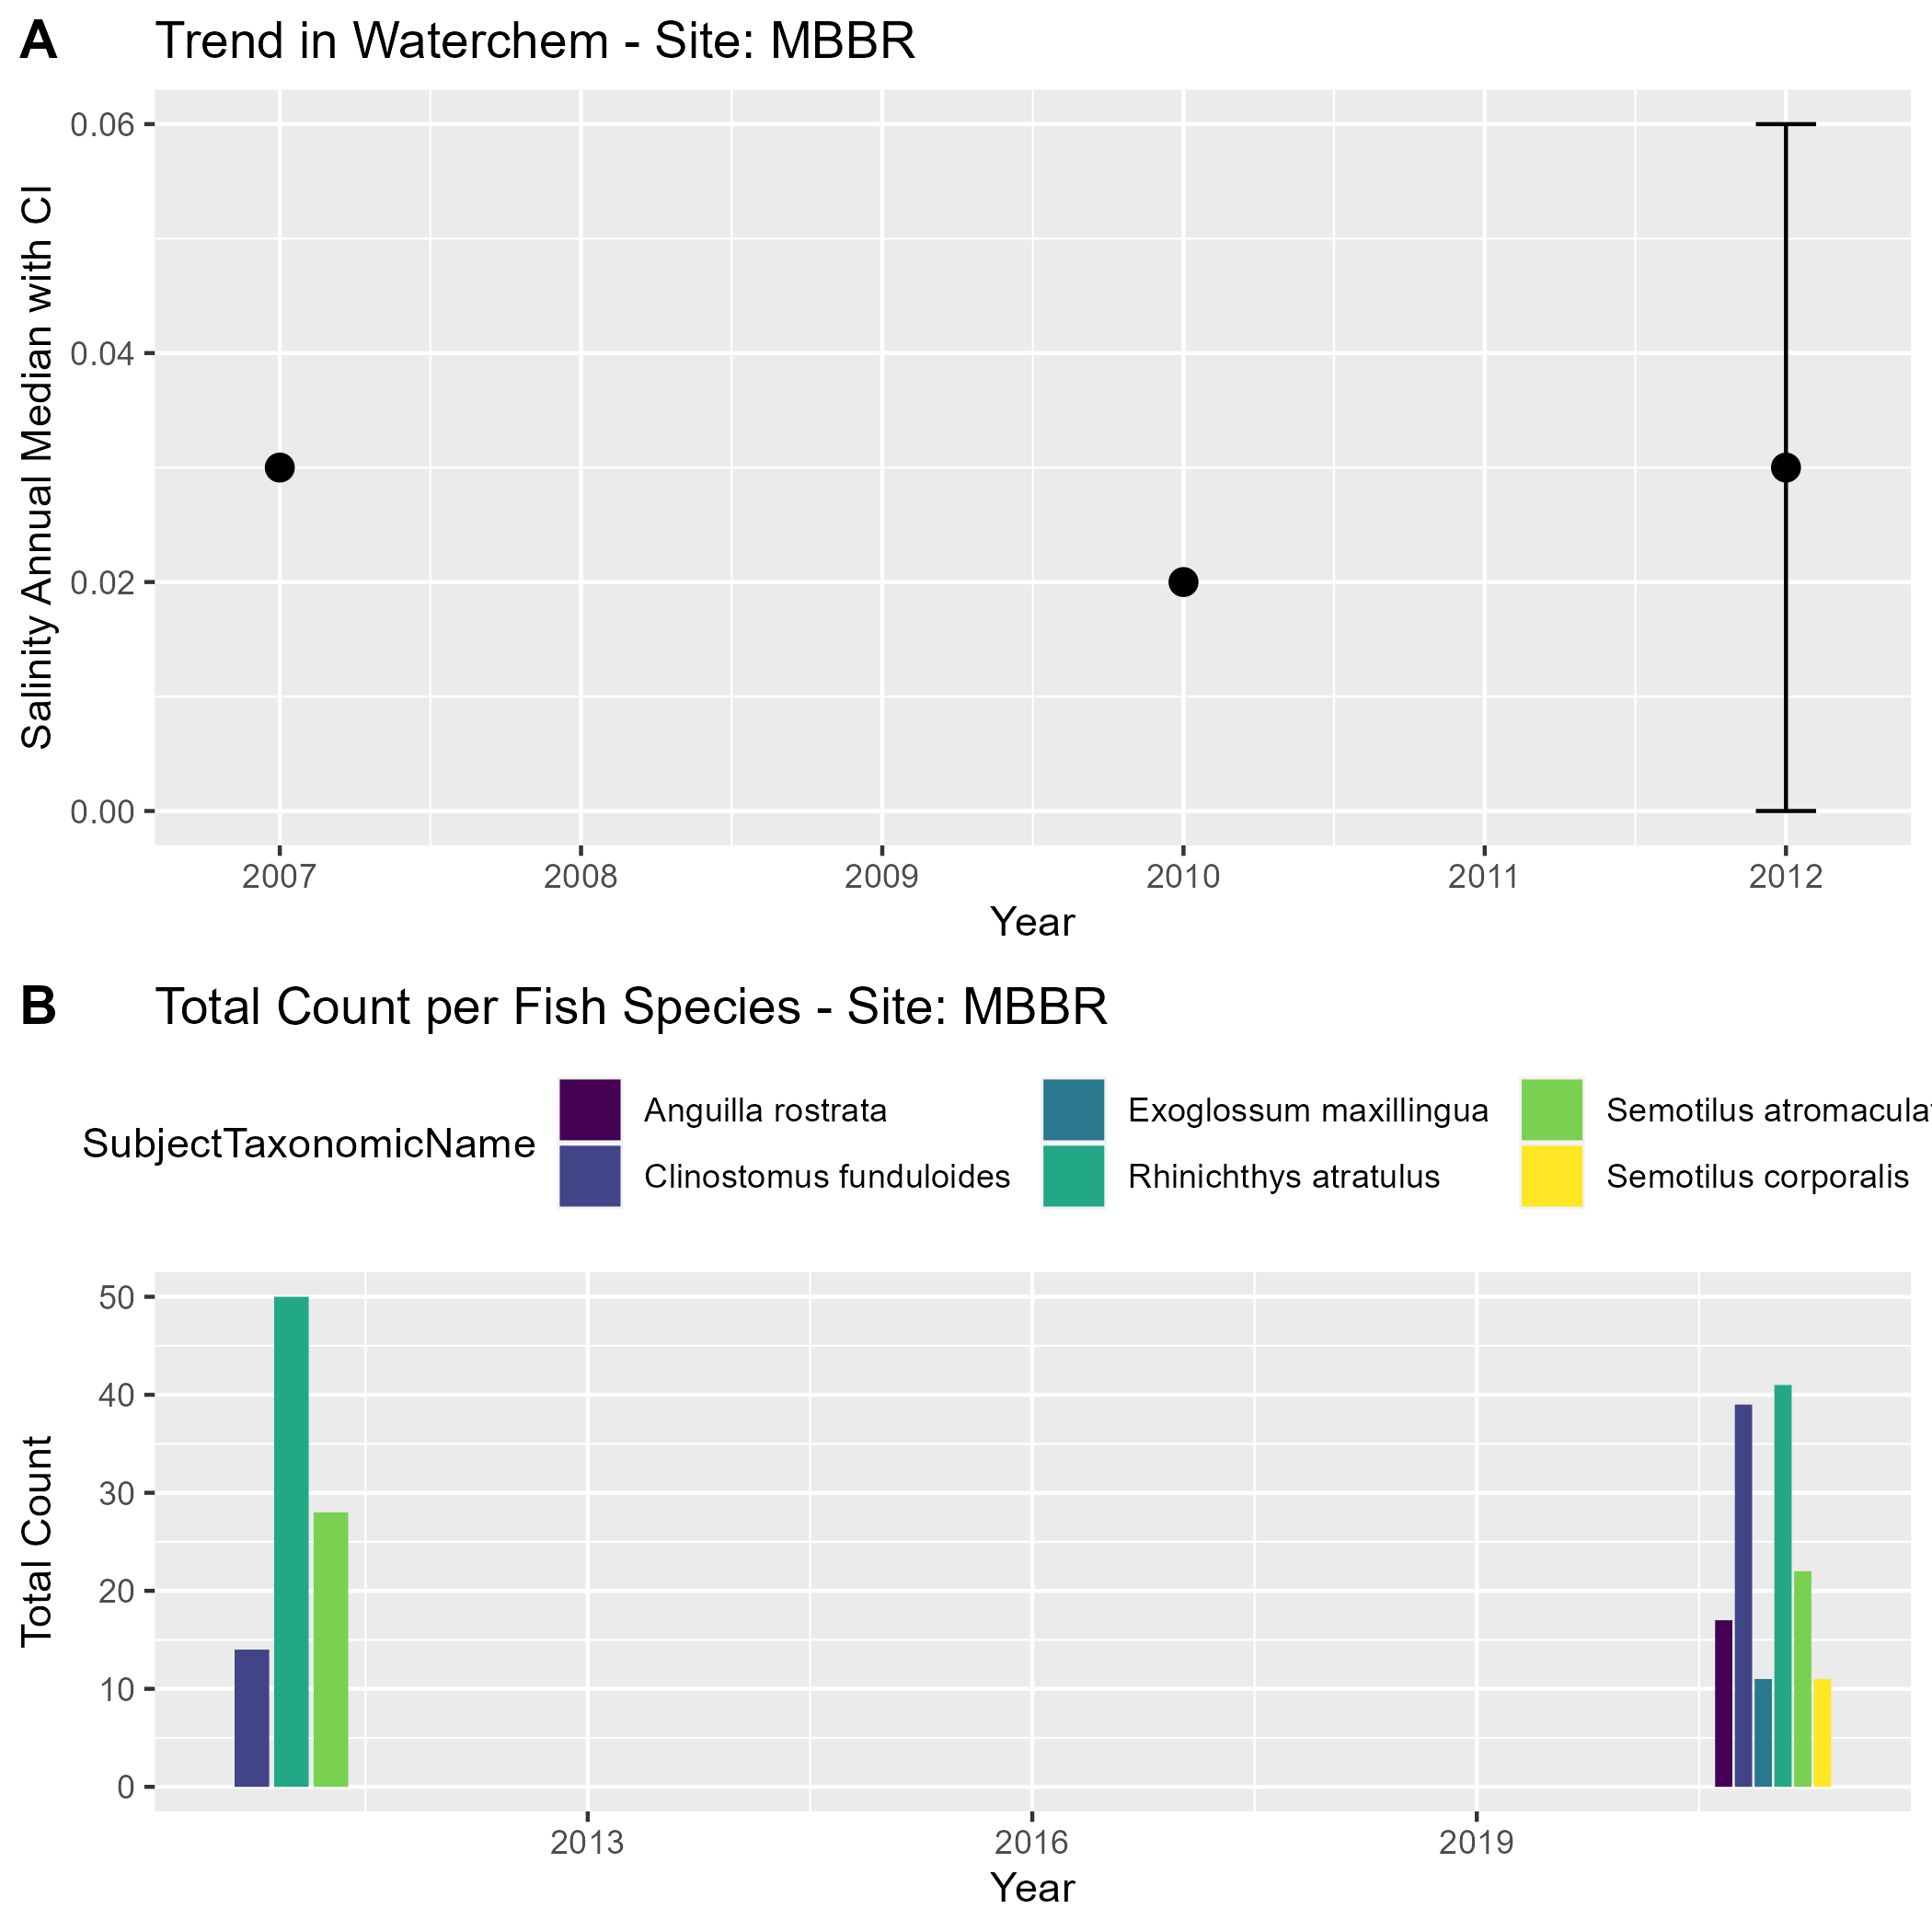 A Trend in Waterchem - Site: MBBR
Salinity Annual Median with CI
0.06
0.04
0.02
0.00
2007 2008 2009 2010 2011 2012
Year
B Total Count per Fish Species - Site: MBBR
SubjectTaxonomicName
Anguilla rostrata
Clinostomus funduloides
Exoglossum maxillingua
Rhinichthys atratulus
Semotilus atromacula
Semotilus corporalis
Total Count
50
40
30
20
10
0
2013 2016 2019
Year